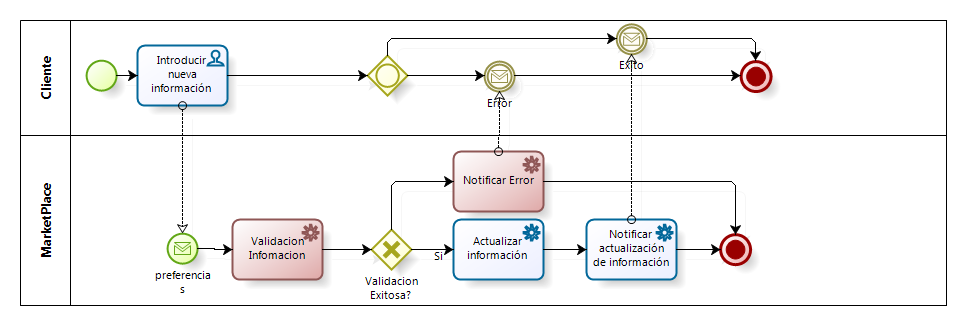 Cliente
Introducir
nueva
información
Error
Exito
MarketPlace
preferencia
s
Validacion
Infomacion
Validacion
Exitosa?
Si
Notificar Error
Actualizar
información
Notificar
actualización
de información